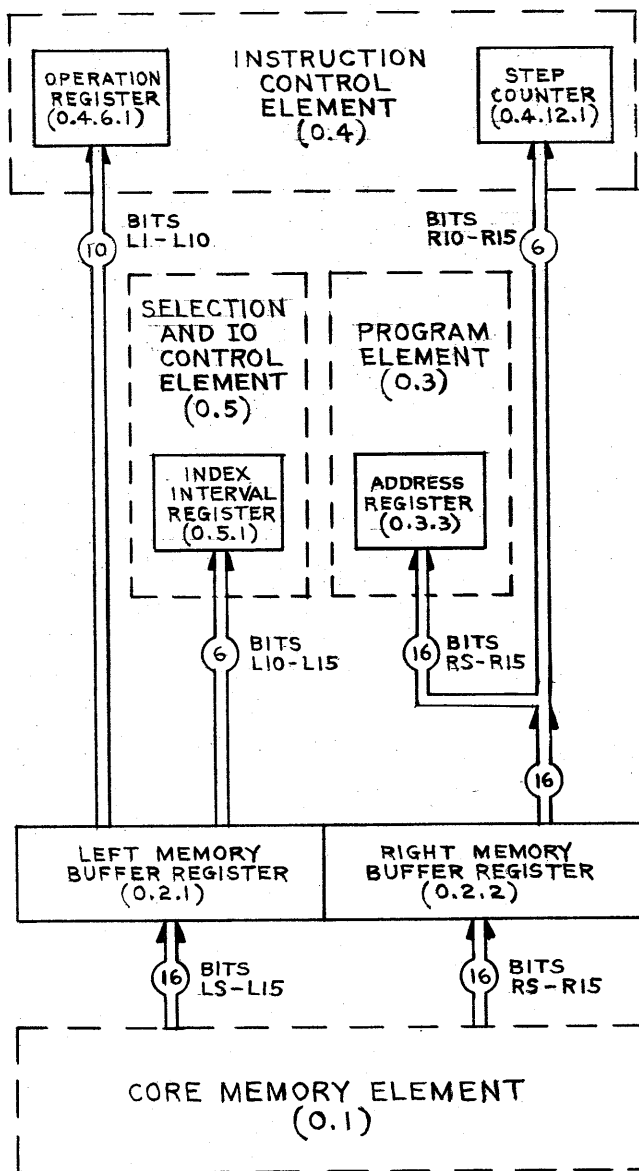 OPERATION
REGISTER
(0.4.6.1)
INSTRUCTION
CONTROL
ELEMENT
(0.4)
STEP
COUNTER
(0.4.12.1)
BITS
L1-L10
10
BITS
R10-R15
6
SELECTION
AND IO
CONTROL
ELEMENT
(0.5)
PROGRAM
ELEMENT
(0.3)
INDEX
INTERVAL
REGISTER
(0.5.1)
ADDRESS
REGISTER
(0.3.3)
6
BITS
L10-L15
16
BITS
RS-R15
16
LEFT MEMORY
BUFFER REGISTER
(0.2.1)
RIGHT MEMORY
BUFFER REGISTER
(0.2.2)
16
BITS
LS-L15
16
BITS
RS-R15
CORE MEMORY ELEMENT
(0.1)